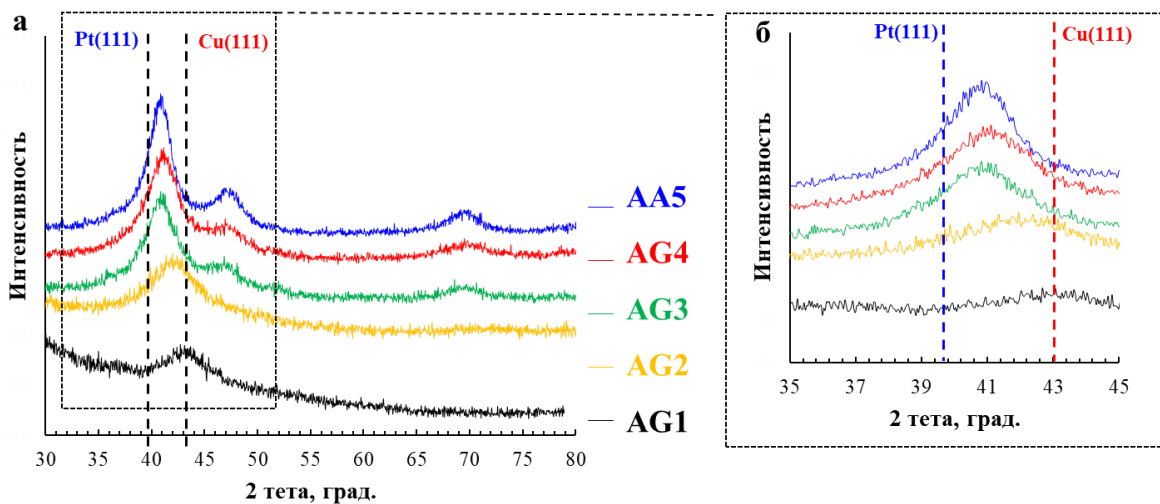 а
Pt(111)
Cu(111)
Интенсивность
30 35 40 45 50 55 60 65 70 75 80
2 тета, град.
AA5
AG4
AG3
AG2
AG1
б
Pt(111)
Cu(111)
Интенсивность
35 37 39 41 43 45
2 тета, град.